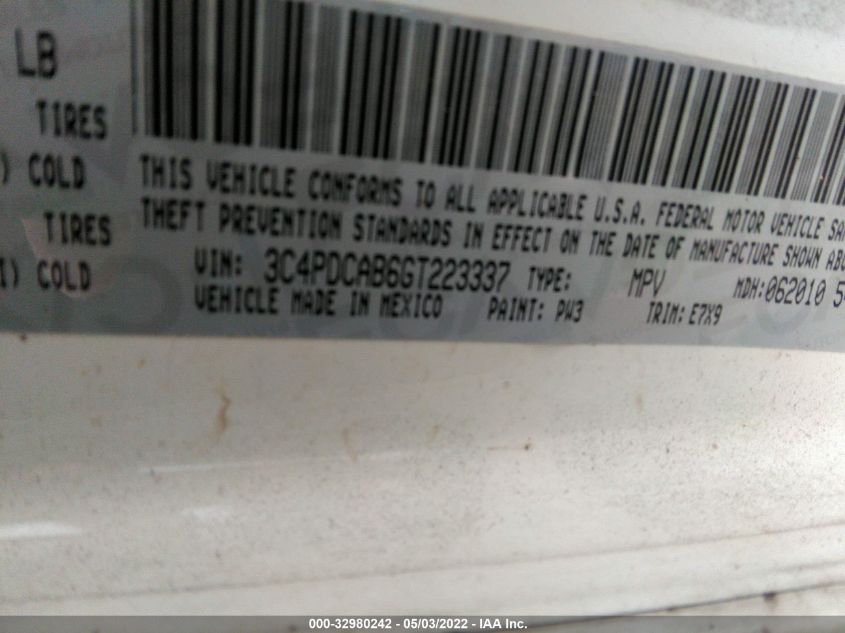 LB
TIRES
) COLD
TIRES
I) COLD
THIS VEHICLE CONFORMS TO ALL APPLICABLE U.S.A. FEDERAL MOTOR VEHICLE SA
THEFT PREVENTION STANDARDS IN EFFECT ON THE DATE OF MANUFACTURE SHOWN ABO
VIN: 3C4PDCAB6GT223337 TYPE: MPV MDH:062010 5
VEHICLE MADE IN MEXICO PAINT: PW3 TRIM: E7X9
000-32980242 - 05/03/2022 - IAA Inc.